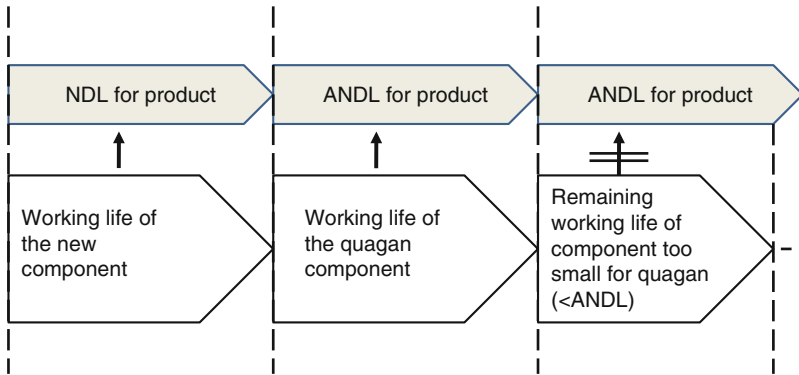 NDL for product
ANDL for product
ANDL for product
Working life of
the new
component
Working life of
the quagan
component
Remaining
working life of
component too
small for quagan
(<ANDL)